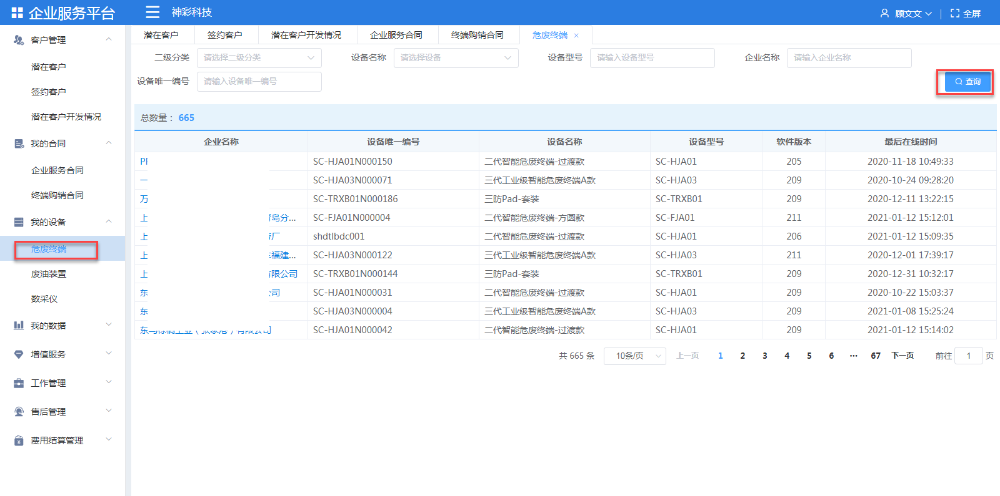 企业服务平台
神彩科技
顾文文
全屏
客户管理
潜在客户
签约客户
潜在客户开发情况
我的合同
企业服务合同
终端购销合同
我的设备
危废终端
废油装置
数采仪
我的数据
增值服务
工作管理
售后管理
费用结算管理
潜在客户 签约客户 潜在客户开发情况 企业服务合同 终端购销合同 危废终端 ×
二级分类 请选择二级分类 设备名称 请选择设备 设备型号 请输入设备型号 企业名称 请输入企业名称
设备唯一编号 请输入设备唯一编号 查询
总数量： 665
企业名称 设备唯一编号 设备名称 设备型号 软件版本 最后在线时间
SC-HJA01N000150 二代智能危废终端-过渡款 SC-HJA01 205 2020-11-18 10:49:33
一 SC-HJA03N000071 三代工业级智能危废终端A款 SC-HJA03 209 2020-10-24 09:28:20
万 SC-TRXB01N000186 三防Pad-套装 SC-TRXB01 209 2020-12-11 13:22:15
上 岛分... SC-FJA01N000004 二代智能危废终端-方圆款 SC-FJA01 211 2021-01-12 15:12:01
上 厂 shdtlbdc001 二代智能危废终端-过渡款 SC-HJA01 206 2021-01-12 15:09:35
上 福建... SC-HJA03N000122 三代工业级智能危废终端A款 SC-HJA03 211 2020-12-01 17:39:17
上 有限公司 SC-TRXB01N000144 三防Pad-套装 SC-TRXB01 209 2020-12-31 10:32:17
东 公司 SC-HJA01N000031 二代智能危废终端-过渡款 SC-HJA01 209 2020-10-22 15:03:37
东 SC-HJA03N000004 三代工业级智能危废终端A款 SC-HJA03 209 2021-01-08 15:25:24
东 工业（张家港）有限公司 SC-HJA01N000042 二代智能危废终端-过渡款 SC-HJA01 209 2021-01-12 15:14:02
共 665 条 10条/页 上一页 1 2 3 4 5 6 ··· 67 下一页 前往 1 页